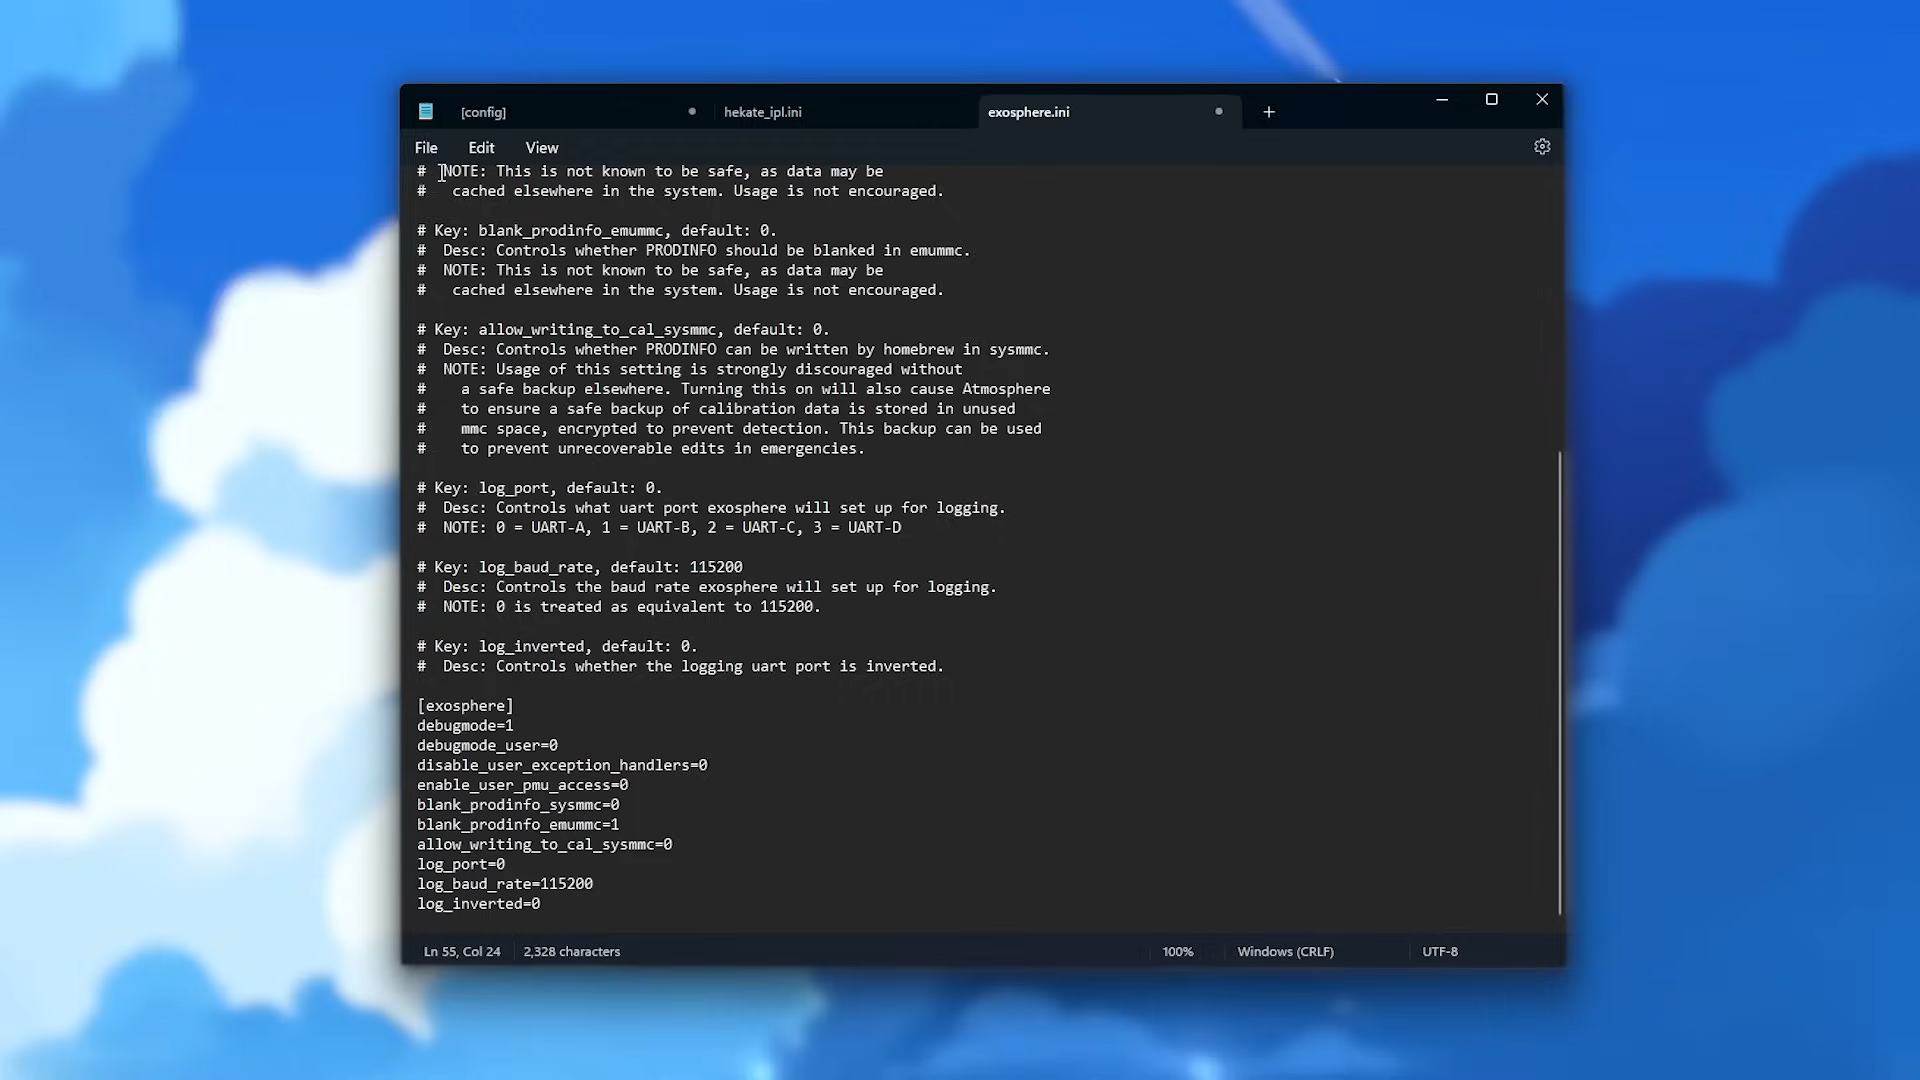 [config]
hekate_ipl.ini
exosphere.ini
File Edit View
# NOTE: This is not known to be safe, as data may be
# cached elsewhere in the system. Usage is not encouraged.
# Key: blank_prodinfo_emummc, default: 0.
# Desc: Controls whether PRODINFO should be blanked in emummc.
# NOTE: This is not known to be safe, as data may be
# cached elsewhere in the system. Usage is not encouraged.
# Key: allow_writing_to_cal_sysmmc, default: 0.
# Desc: Controls whether PRODINFO can be written by homebrew in sysmmc.
# NOTE: Usage of this setting is strongly discouraged without
# a safe backup elsewhere. Turning this on will also cause Atmosphere
# to ensure a safe backup of calibration data is stored in unused
# mmc space, encrypted to prevent detection. This backup can be used
# to prevent unrecoverable edits in emergencies.
# Key: log_port, default: 0.
# Desc: Controls what uart port exosphere will set up for logging.
# NOTE: 0 = UART-A, 1 = UART-B, 2 = UART-C, 3 = UART-D
# Key: log_baud_rate, default: 115200
# Desc: Controls the baud rate exosphere will set up for logging.
# NOTE: 0 is treated as equivalent to 115200.
# Key: log_inverted, default: 0.
# Desc: Controls whether the logging uart port is inverted.
[exosphere]
debugmode=1
debugmode_user=0
disable_user_exception_handlers=0
enable_user_pmu_access=0
blank_prodinfo_sysmmc=0
blank_prodinfo_emummc=1
allow_writing_to_cal_sysmmc=0
log_port=0
log_baud_rate=115200
log_inverted=0
Ln 55, Col 24 2,328 characters 100% Windows (CRLF) UTF-8